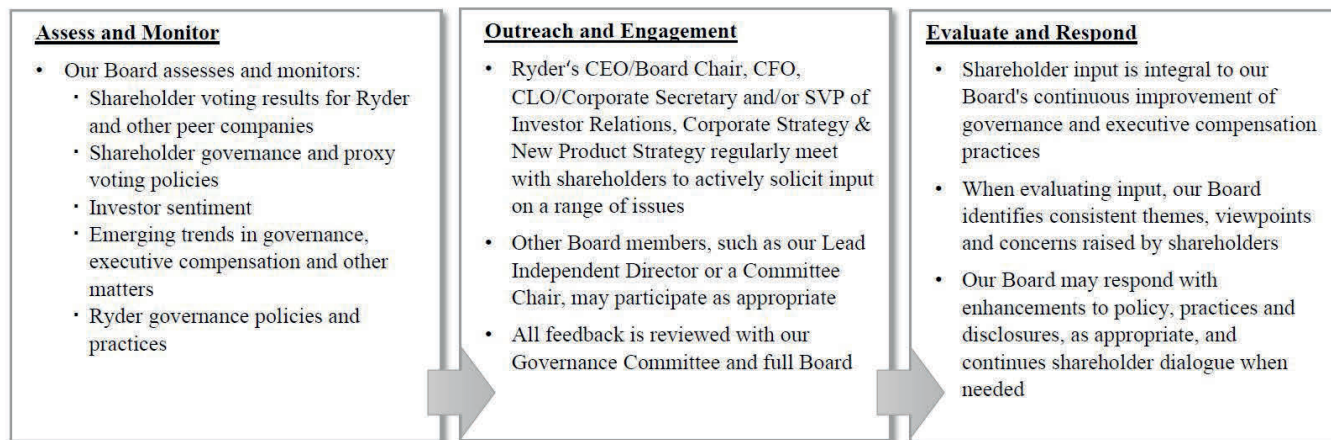 Assess and Monitor
• Our Board assesses and monitors:
· Shareholder voting results for Ryder
and other peer companies
· Shareholder governance and proxy
voting policies
· Investor sentiment
· Emerging trends in governance,
executive compensation and other
matters
· Ryder governance policies and
practices
Outreach and Engagement
• Ryder's CEO/Board Chair, CFO,
CLO/Corporate Secretary and/or SVP of
Investor Relations, Corporate Strategy &
New Product Strategy regularly meet
with shareholders to actively solicit input
on a range of issues
• Other Board members, such as our Lead
Independent Director or a Committee
Chair, may participate as appropriate
• All feedback is reviewed with our
Governance Committee and full Board
Evaluate and Respond
• Shareholder input is integral to our
Board's continuous improvement of
governance and executive compensation
practices
• When evaluating input, our Board
identifies consistent themes, viewpoints
and concerns raised by shareholders
• Our Board may respond with
enhancements to policy, practices and
disclosures, as appropriate, and
continues shareholder dialogue when
needed